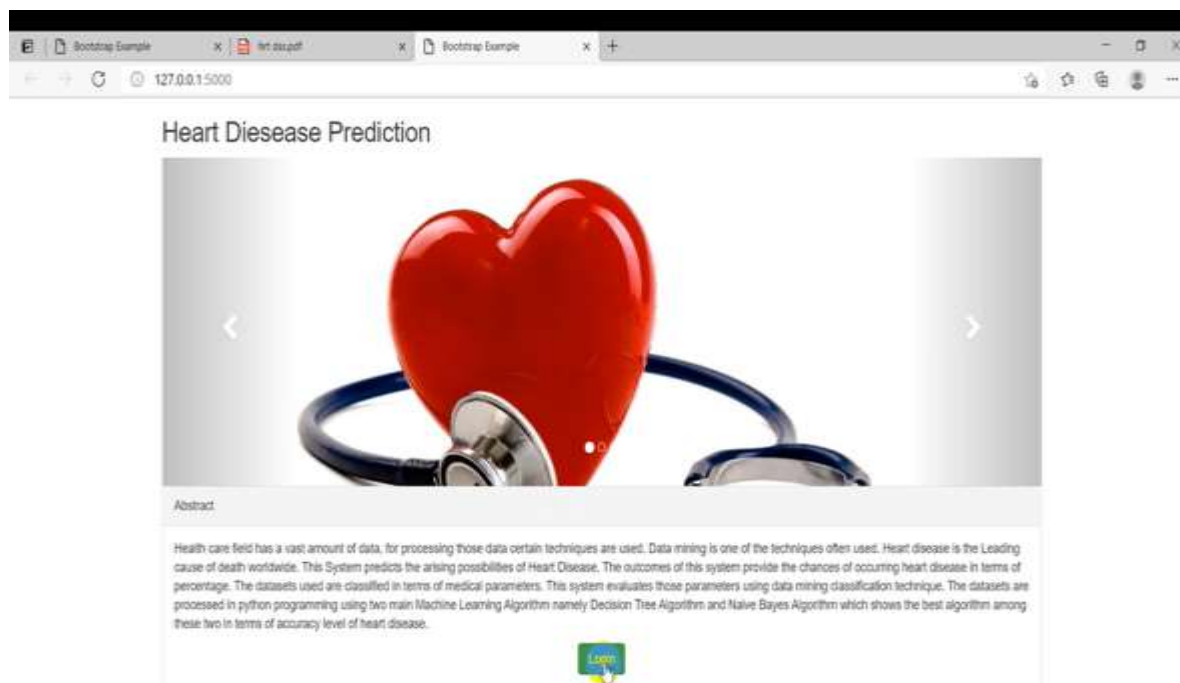 Bootstrap Example
hrt dss.pdf
Bootstrap Example
127.0.0.1:5000
Heart Diesease Prediction
Abstract
Health care field has a vast amount of data, for processing those data certain techniques are used. Data mining is one of the techniques often used. Heart disease is the Leading
cause of death worldwide. This System predicts the arising possibilities of Heart Disease. The outcomes of this system provide the chances of occurring heart disease in terms of
percentage. The datasets used are classified in terms of medical parameters. This system evaluates those parameters using data mining classification technique. The datasets are
processed in python programming using two main Machine Learning Algorithm namely Decision Tree Algorithm and Naive Bayes Algorithm which shows the best algorithm among
these two in terms of accuracy level of heart disease.
Login